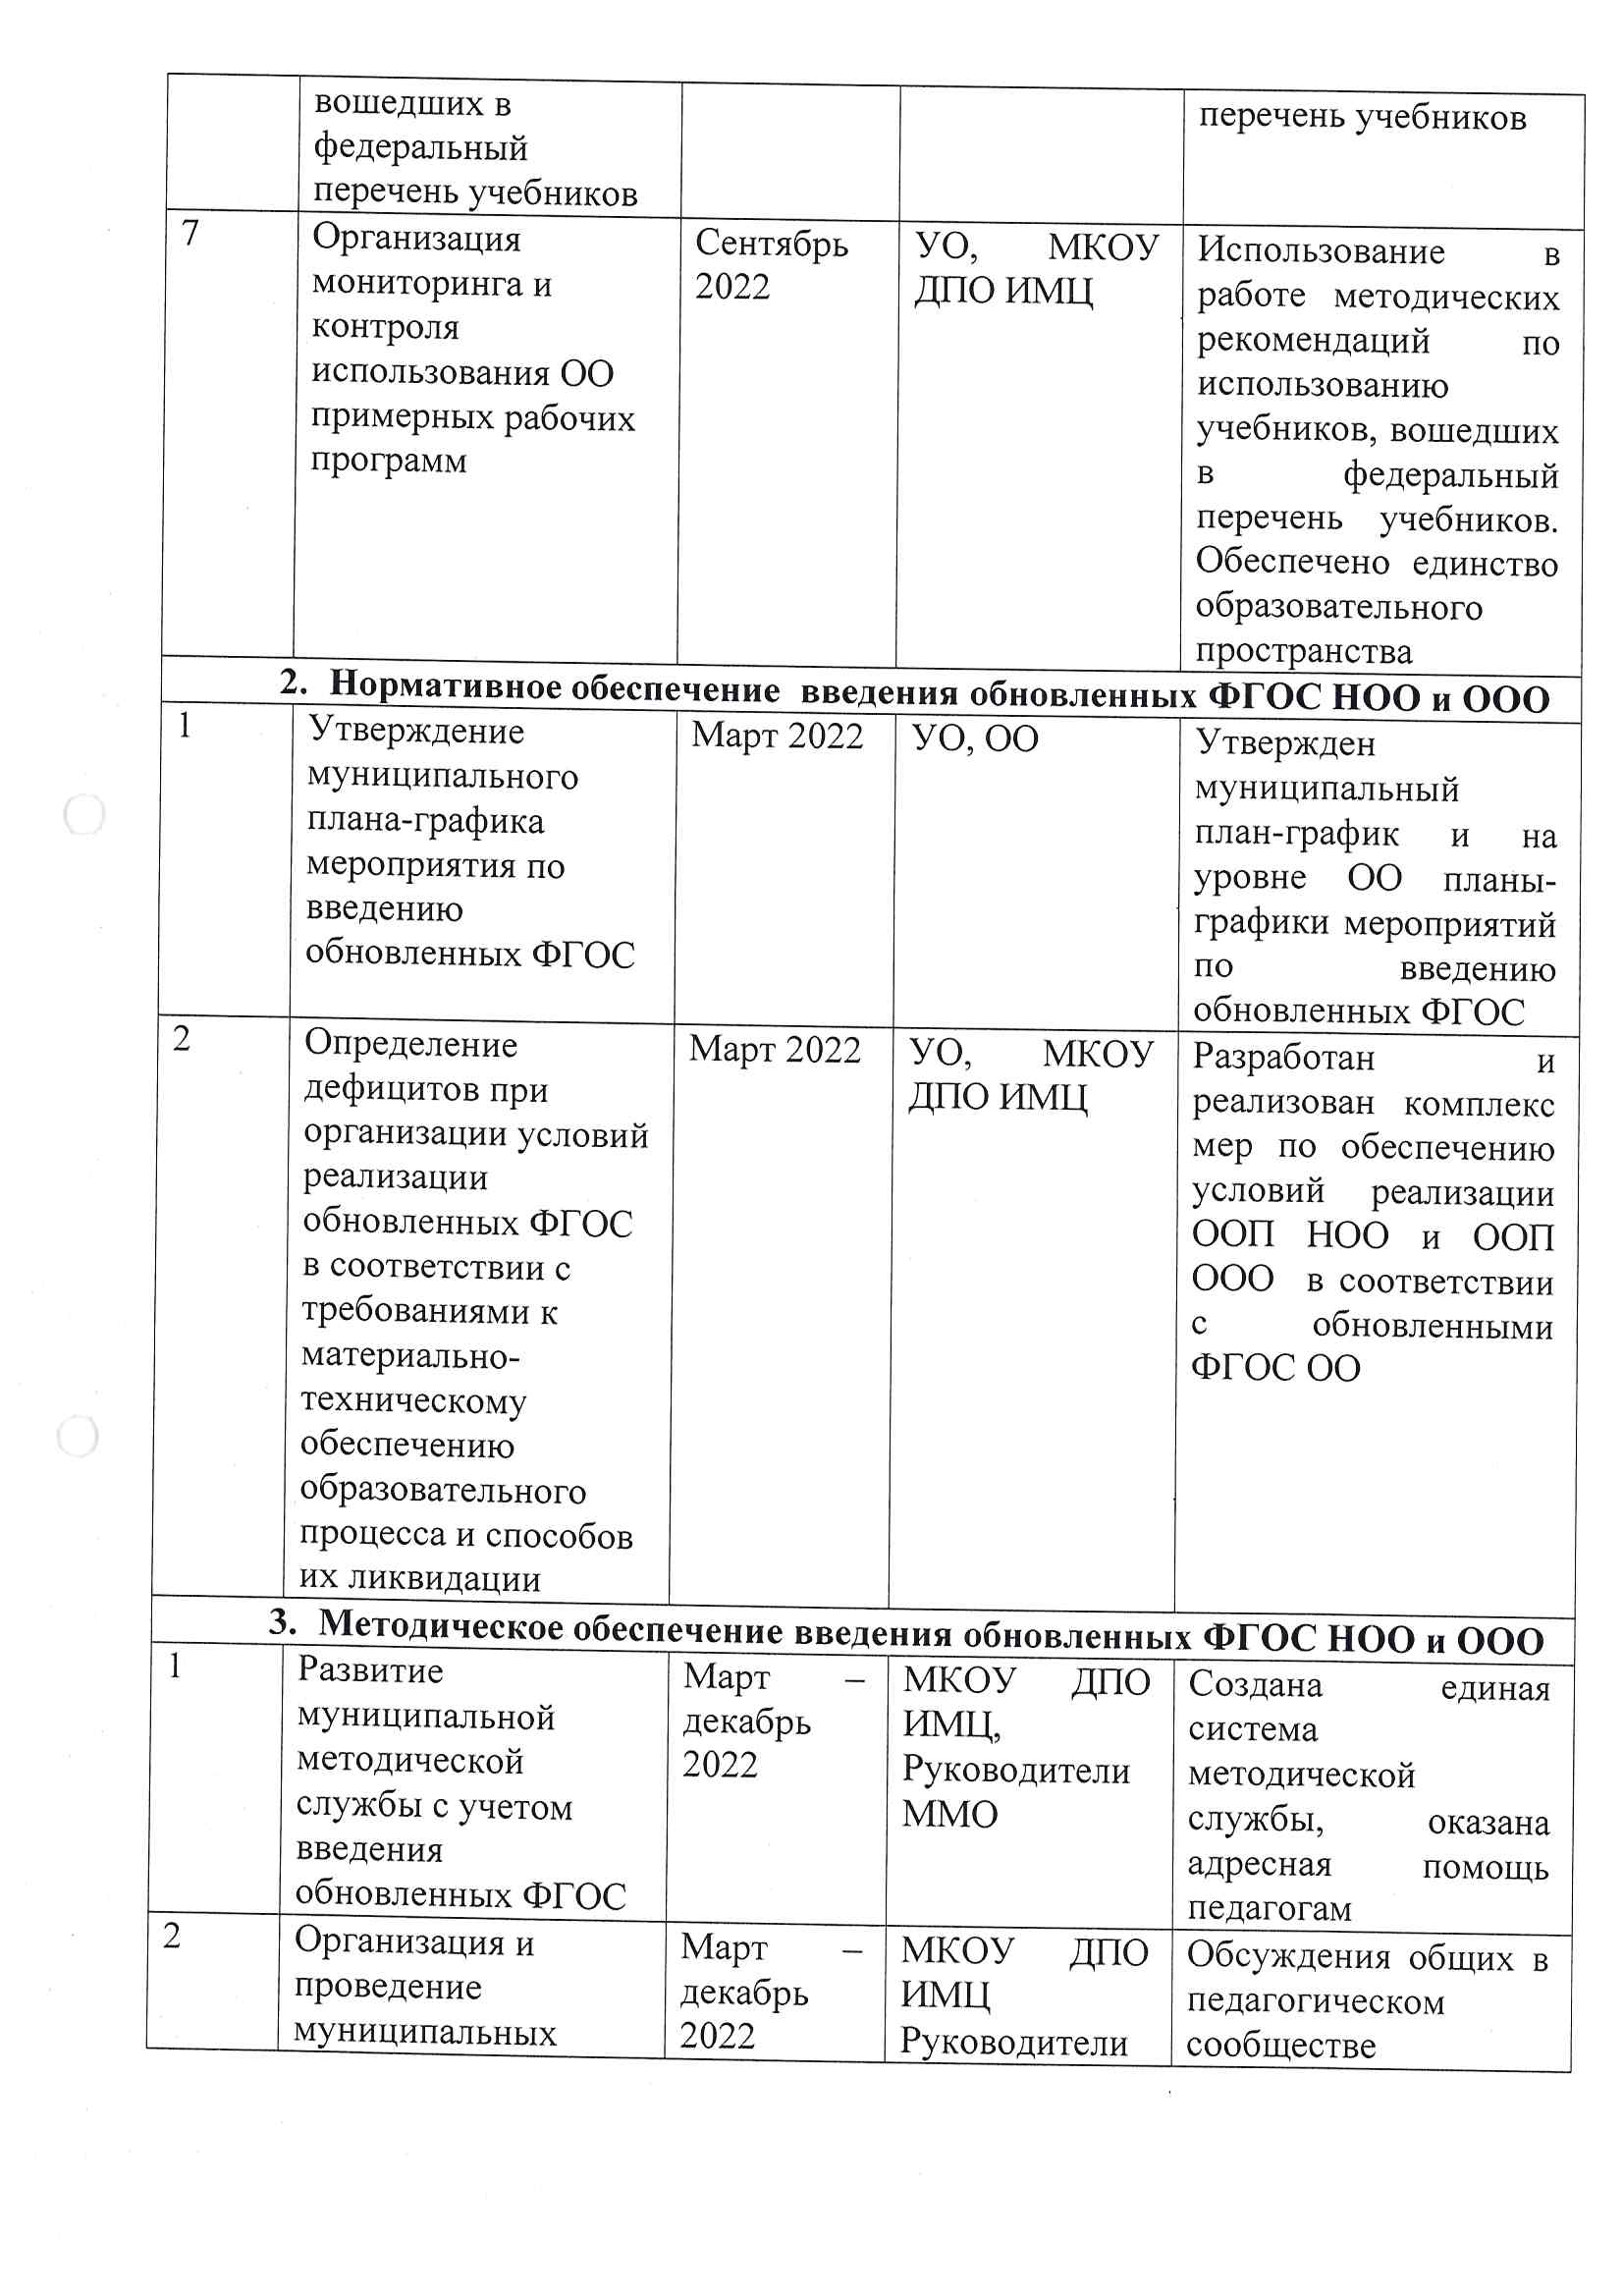 вошедших в
федеральный
перечень учебников
перечень учебников
7
Организация
мониторинга и
контроля
использования ОО
примерных рабочих
программ
Сентябрь
2022
УО, МКОУ
ДПО ИМЦ
Использование в
работе методических
рекомендаций по
использованию
учебников, вошедших
в федеральный
перечень учебников.
Обеспечено единство
образовательного
пространства
2. Нормативное обеспечение введения обновленных ФГОС НОО и ООО
1
Утверждение
муниципального
плана-графика
мероприятия по
введению
обновленных ФГОС
Март 2022
УО, ОО
Утвержден
муниципальный
план-график и на
уровне ОО планы-
графики мероприятий
по введению
обновленных ФГОС
2
Определение
дефицитов при
организации условий
реализации
обновленных ФГОС
в соответствии с
требованиями к
материально-
техническому
обеспечению
образовательного
процесса и способов
их ликвидации
Март 2022
УО, МКОУ
ДПО ИМЦ
Разработан и
реализован комплекс
мер по обеспечению
условий реализации
ООП НОО и ООП
ООО в соответствии
с обновленными
ФГОС ОО
3. Методическое обеспечение введения обновленных ФГОС НОО и ООО
1
Развитие
муниципальной
методической
службы с учетом
введения
обновленных ФГОС
Март –
декабрь
2022
МКОУ ДПО
ИМЦ,
Руководители
ММО
Создана единая
система
методической
службы, оказана
адресная помощь
педагогам
2
Организация и
проведение
муниципальных
Март –
декабрь
2022
МКОУ ДПО
ИМЦ
Руководители
Обсуждения общих в
педагогическом
сообществе